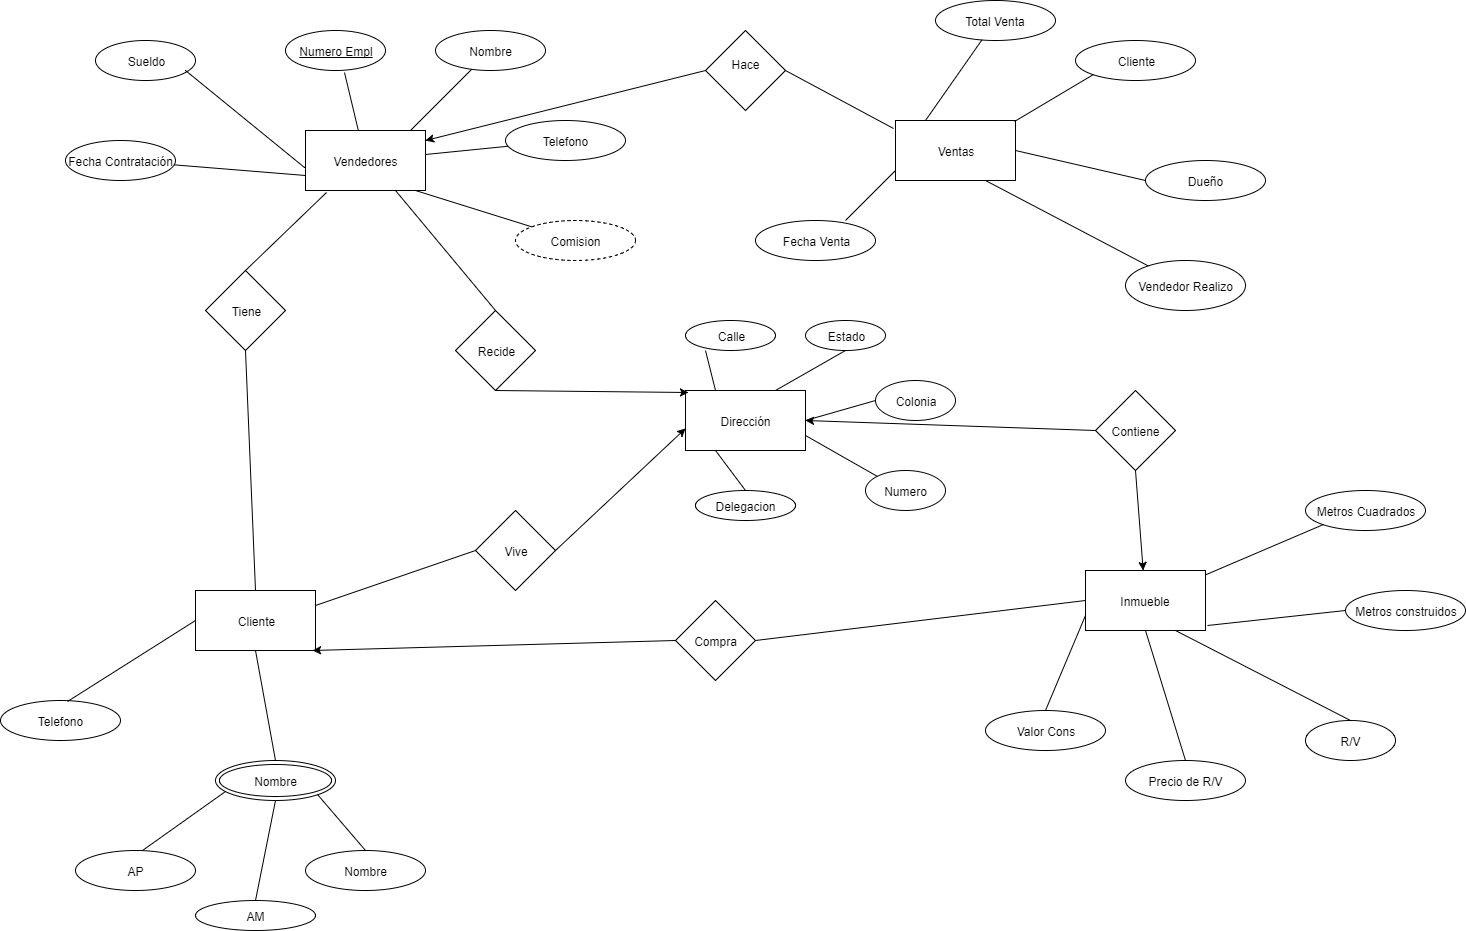 Total Venta
Sueldo
Numero Empl
Nombre
Hace
Cliente
Vendedores
Telefono
Ventas
Fecha Contratación
Dueño
Comision
Fecha Venta
Vendedor Realizo
Tiene
Recide
Calle
Estado
Dirección
Colonia
Contiene
Delegacion
Numero
Metros Cuadrados
Vive
Inmueble
Metros construidos
Cliente
Compra
Telefono
Valor Cons
R/V
Nombre
Precio de R/V
AP
Nombre
AM